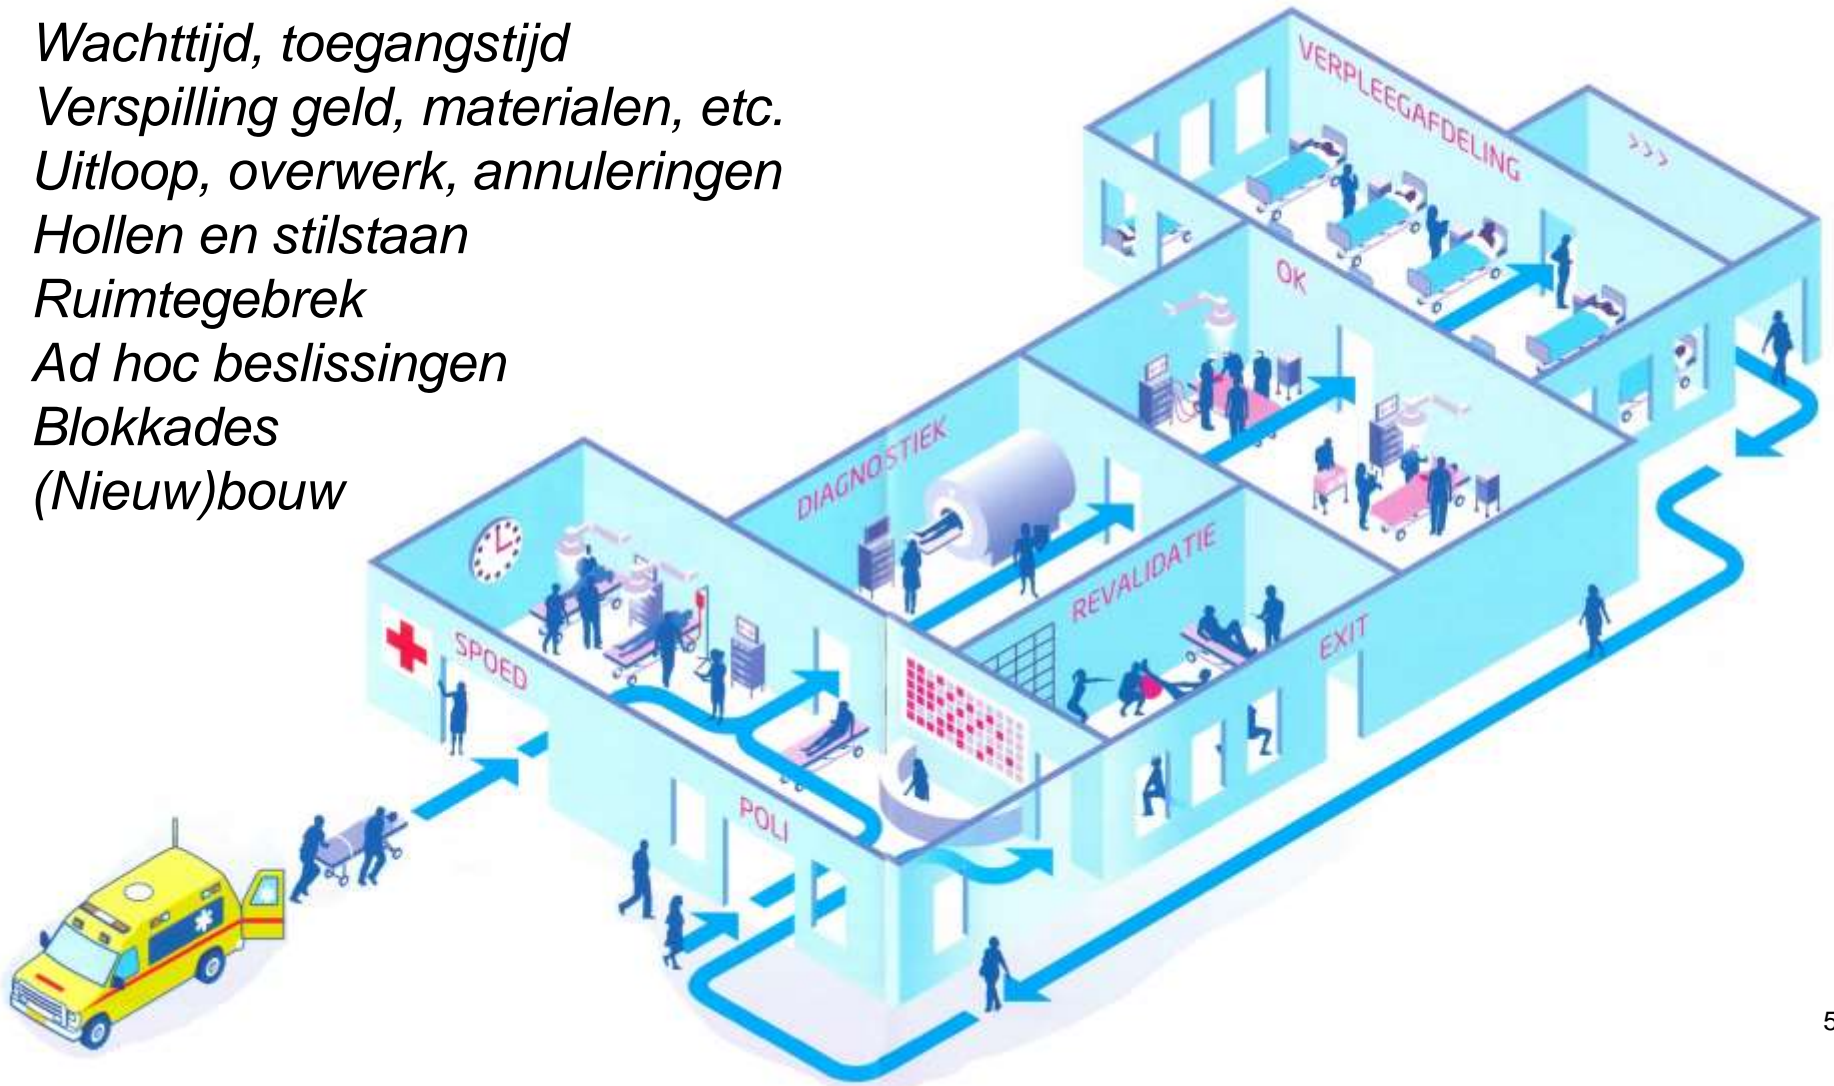 Wachttijd, toegangstijd
Verspilling geld, materialen, etc.
Uitloop, overwerk, annuleringen
Hollen en stilstaan
Ruimtegebrek
Ad hoc beslissingen
Blokkades
(Nieuw)bouw
VERPLEEGAFDELING
>>>
OK
DIAGNOSTIEK
REVALIDATIE
EXIT
SPOED
POLI
5